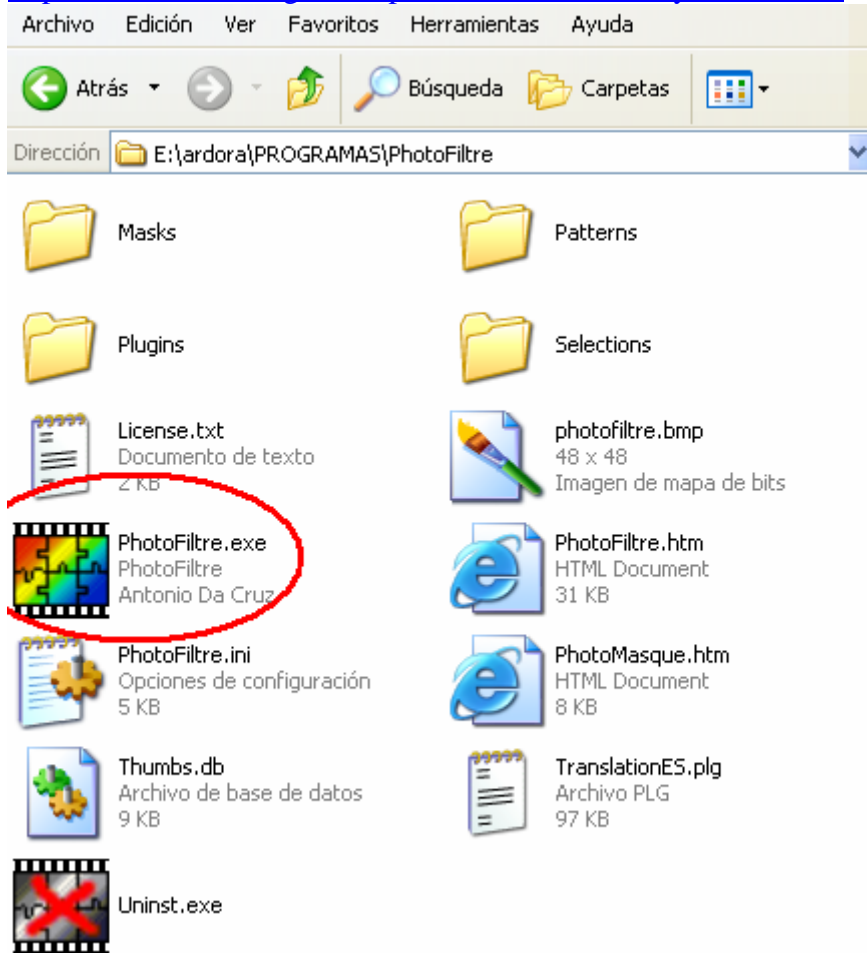 Archivo Edición Ver Favoritos Herramientas Ayuda
Atrás Búsqueda Carpetas
Dirección E:\ardora\PROGRAMAS\PhotoFiltre
Masks
Patterns
Plugins
Selections
License.txt
Documento de texto
2 KB
photofiltre.bmp
48 x 48
Imagen de mapa de bits
PhotoFiltre.exe
PhotoFiltre
Antonio Da Cruz
PhotoFiltre.htm
HTML Document
31 KB
PhotoFiltre.ini
Opciones de configuración
5 KB
PhotoMasque.htm
HTML Document
8 KB
Thumbs.db
Archivo de base de datos
9 KB
TranslationES.plg
Archivo PLG
97 KB
Uninst.exe